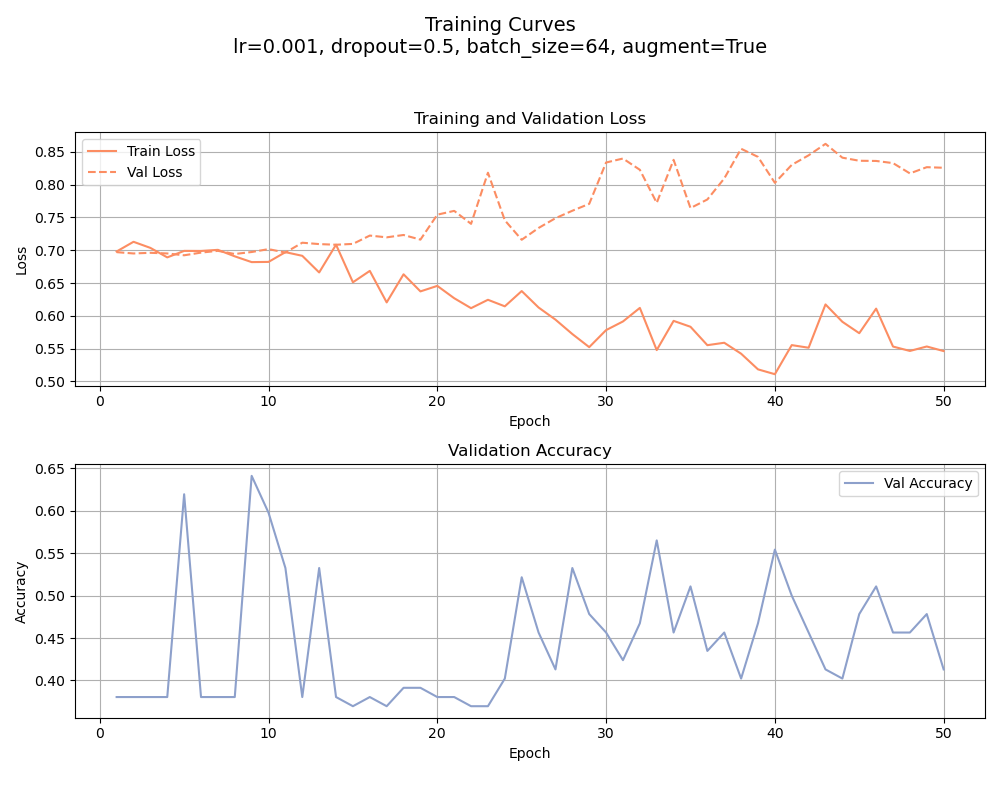 Training Curves
lr=0.001, dropout=0.5, batch_size=64, augment=True
Training and Validation Loss
Train Loss
Val Loss
0.85
0.80
0.75
0.70
0.65
0.60
0.55
0.50
Loss
0 10 20 30 40 50
Epoch
Validation Accuracy
Val Accuracy
0.65
0.60
0.55
0.50
0.45
0.40
Accuracy
0 10 20 30 40 50
Epoch